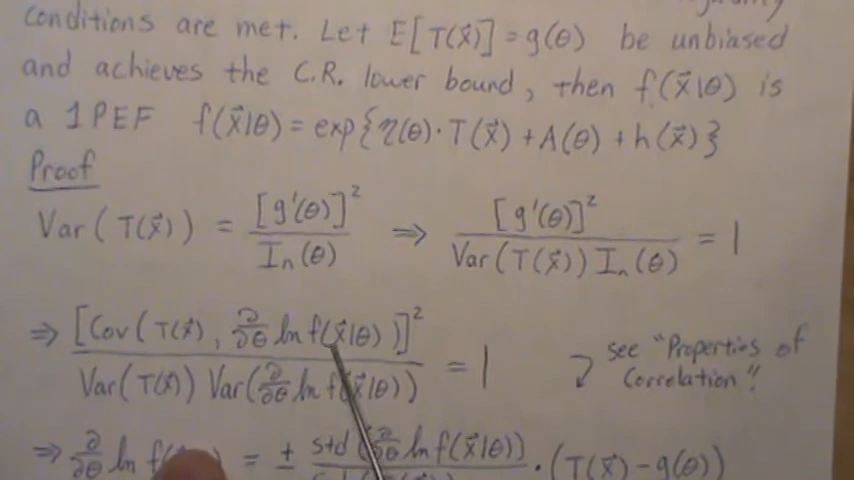 conditions are met. Let E[T(x⃗)] = g(θ) be unbiased
and achieves the C.R. lower bound, then f(x⃗|θ) is
a 1PEF f(x⃗|θ) = exp{η(θ)·T(x⃗) + A(θ) + h(x⃗)}
Proof
Var(T(x⃗)) = [g'(θ)]² / Iₙ(θ) ⇒ [g'(θ)]² / Var(T(x⃗)) Iₙ(θ) = 1
⇒ [Cov(T(x⃗), ∂/∂θ ln f(x⃗|θ))]² / Var(T(x⃗)) Var(∂/∂θ ln f(x⃗|θ)) = 1
see "Properties of
Correlation"
⇒ ∂/∂θ ln f = ± std(∂/∂θ ln f(x⃗|θ)) · (T(x⃗) - g(θ))